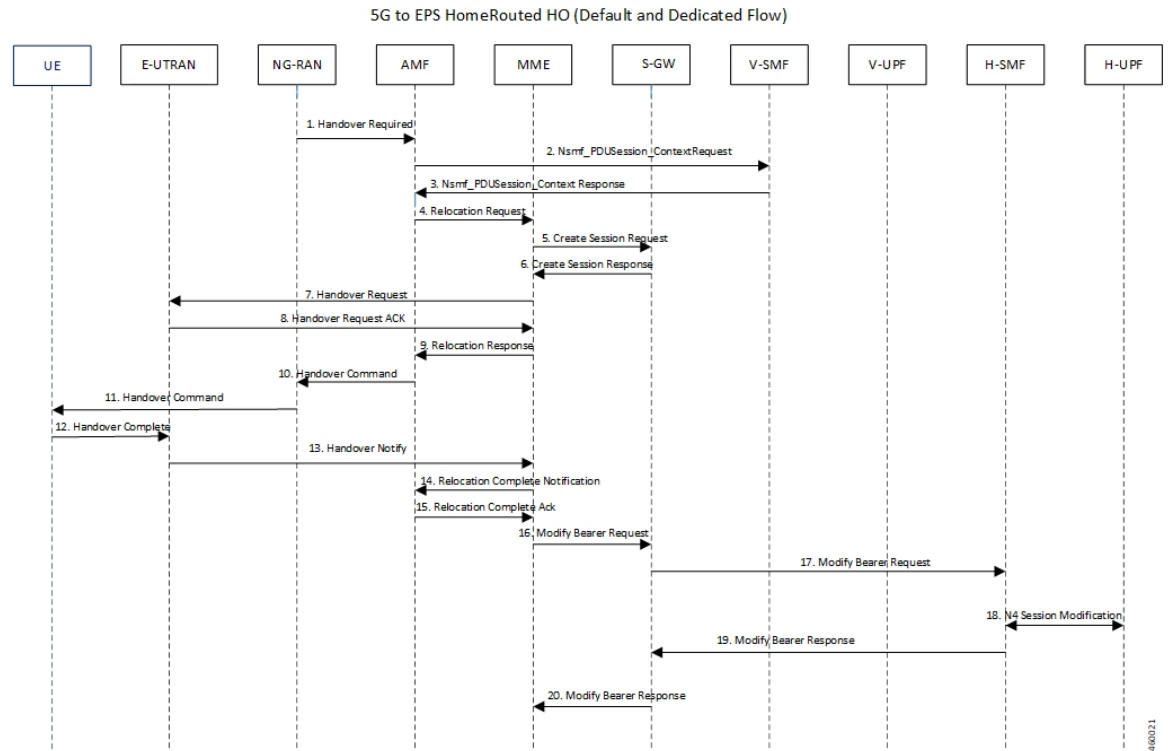 5G to EPS HomeRouted HO (Default and Dedicated Flow)
UE
E-UTRAN
NG-RAN
AMF
MME
S-GW
V-SMF
V-UPF
H-SMF
H-UPF
1. Handover Required
2. Nsmf_PDUSession_ContextRequest
3. Nsmf_PDUSession_Context Response
4. Relocation Request
5. Create Session Request
6. Create Session Response
7. Handover Request
8. Handover Request ACK
9. Relocation Response
10. Handover Command
11. Handover Command
12. Handover Complete
13. Handover Notify
14. Relocation Complete Notification
15. Relocation Complete Ack
16. Modify Bearer Request
17. Modify Bearer Request
18. N4 Session Modification
19. Modify Bearer Response
20. Modify Bearer Response
460021